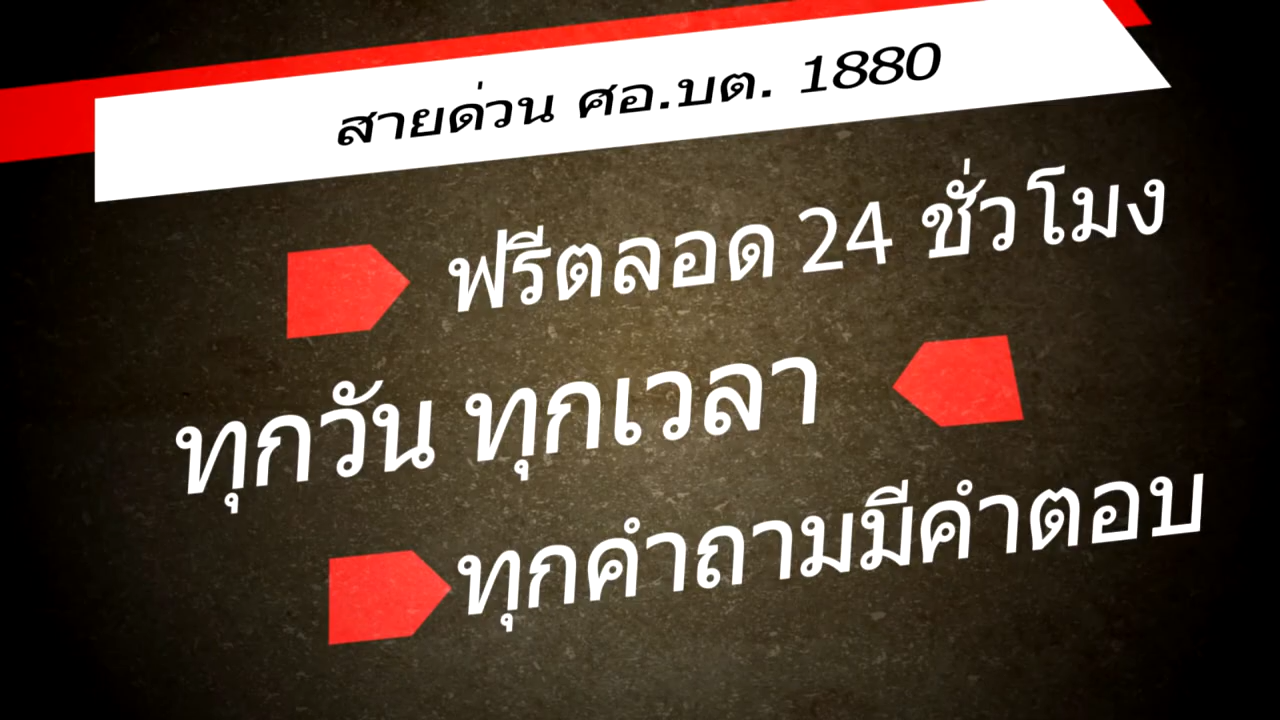 สายด่วน ศอ.บต. 1880
ฟรีตลอด 24 ชั่วโมง
ทุกวัน ทุกเวลา
ทุกคำถามมีคำตอบ